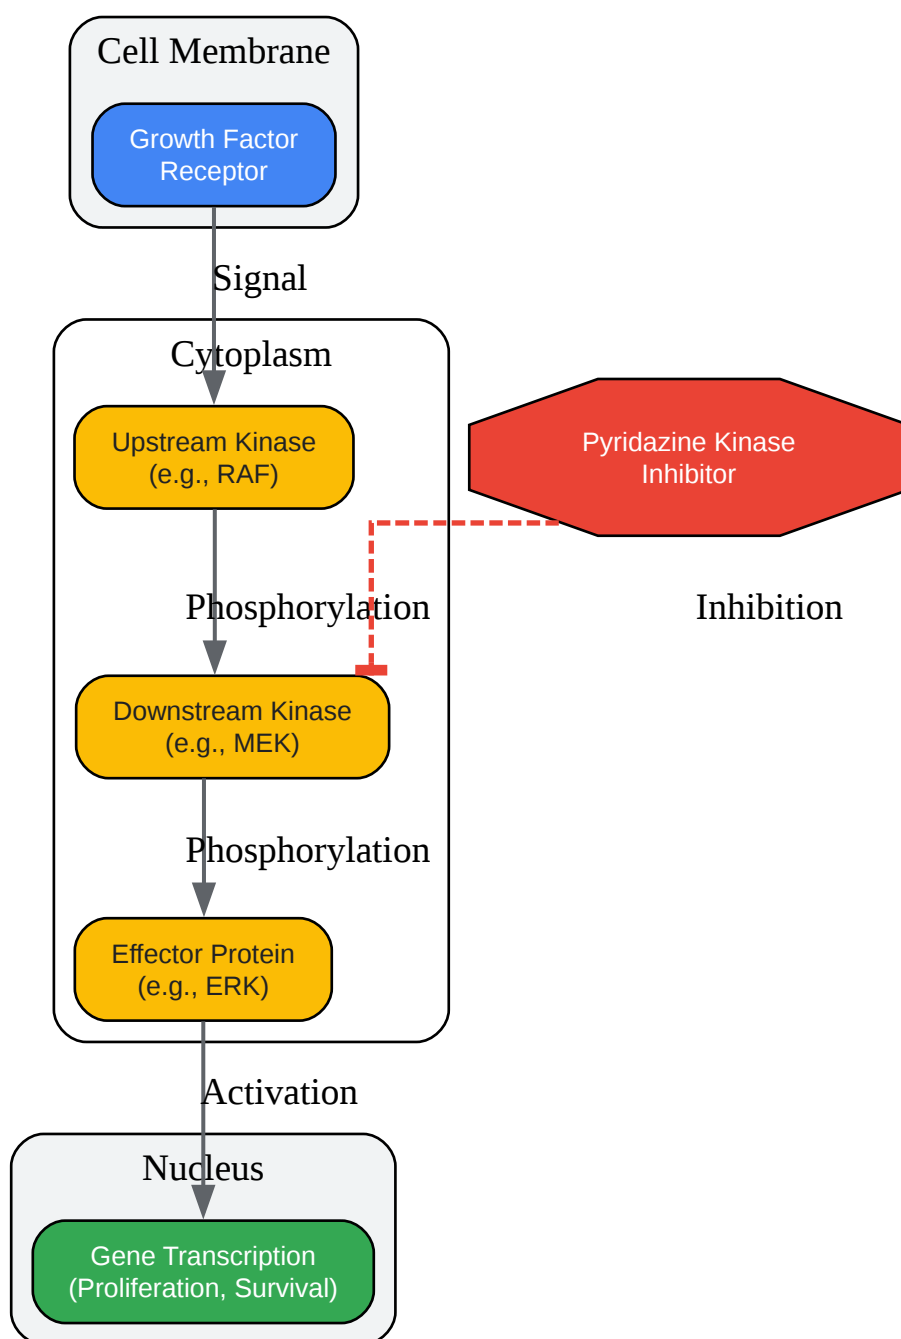 Cell Membrane
Growth Factor
Receptor
Signal
Cytoplasm
Upstream Kinase
(e.g., RAF)
Pyridazine Kinase
Inhibitor
Phosphorylation
Inhibition
Downstream Kinase
(e.g., MEK)
Phosphorylation
Effector Protein
(e.g., ERK)
Activation
Nucleus
Gene Transcription
(Proliferation, Survival)